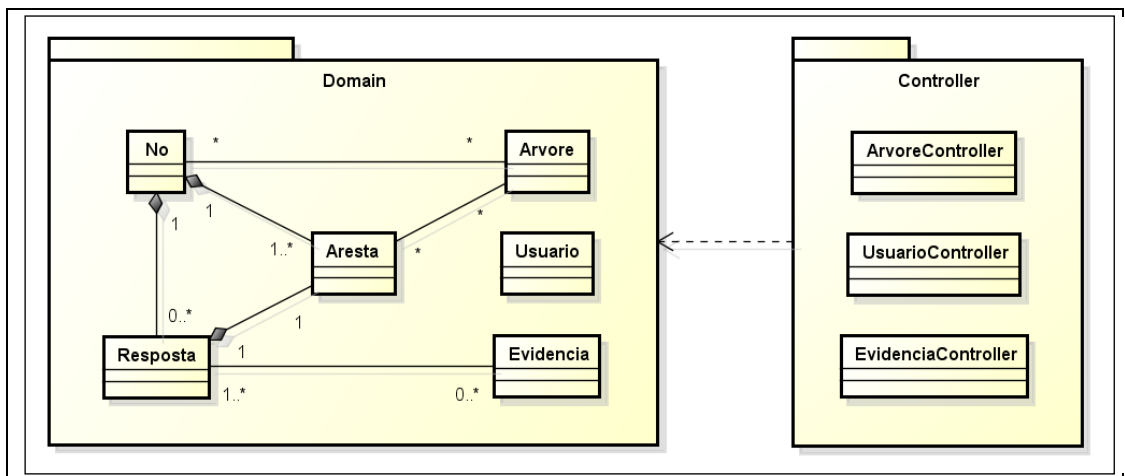 Domain
Controller
No
*
*
Arvore
ArvoreController
1
1
1..*
*
*
Aresta
Usuario
UsuarioController
0..*
1
1
Resposta
Evidencia
EvidenciaController
1..*
0..*